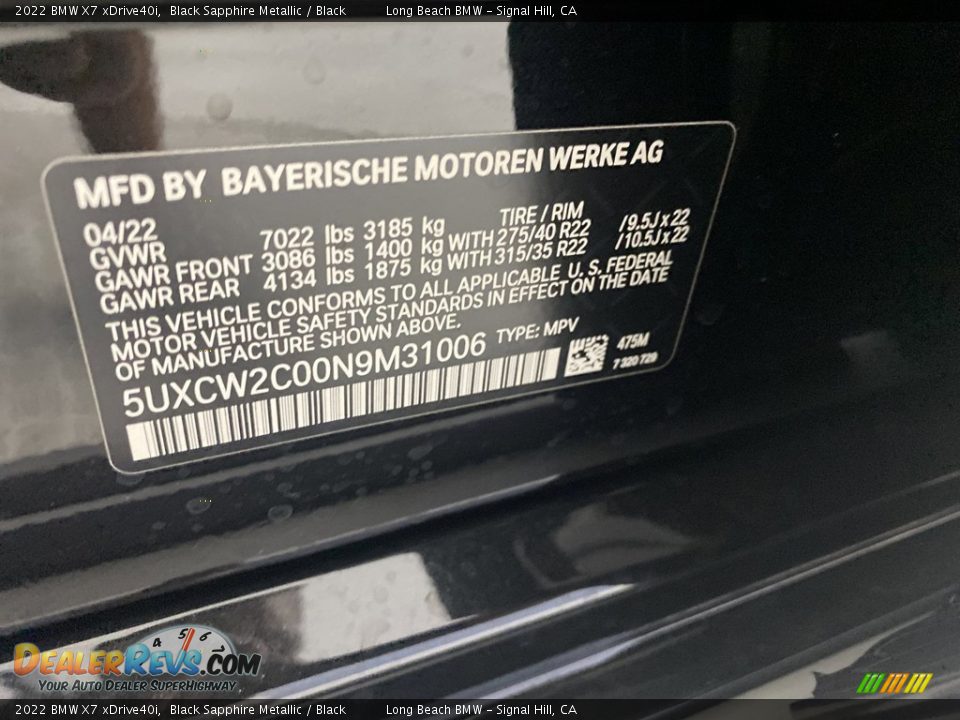 2022 BMW X7 xDrive40i,  Black Sapphire Metallic / Black        Long Beach BMW - Signal Hill, CA
MFD BY BAYERISCHE MOTOREN WERKE AG
04/22 TIRE / RIM
GVWR 7022 lbs 3185 kg
GAWR FRONT 3086 lbs 1400 kg WITH 275/40 R22 /9.5J x 22
GAWR REAR 4134 lbs 1875 kg WITH 315/35 R22 /10.5J x 22
THIS VEHICLE CONFORMS TO ALL APPLICABLE U. S. FEDERAL
MOTOR VEHICLE SAFETY STANDARDS IN EFFECT ON THE DATE
OF MANUFACTURE SHOWN ABOVE.
5UXCW2C00N9M31006 TYPE: MPV
475M
7 320 729
4 5 6
DEALERREVS.COM
YOUR AUTO DEALER SUPERHIGHWAY
2022 BMW X7 xDrive40i,  Black Sapphire Metallic / Black        Long Beach BMW - Signal Hill, CA